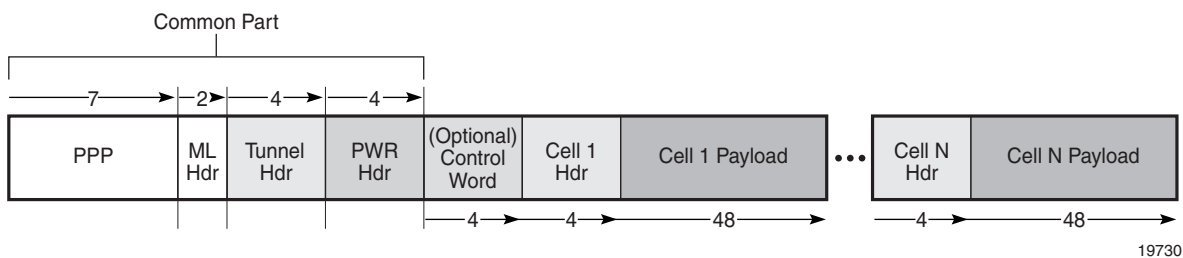 Common Part
7
2
4
4
PPP
ML
Hdr
Tunnel
Hdr
PWR
Hdr
(Optional)
Control
Word
Cell 1
Hdr
Cell 1 Payload
•••
Cell N
Hdr
Cell N Payload
4
4
48
4
48
19730